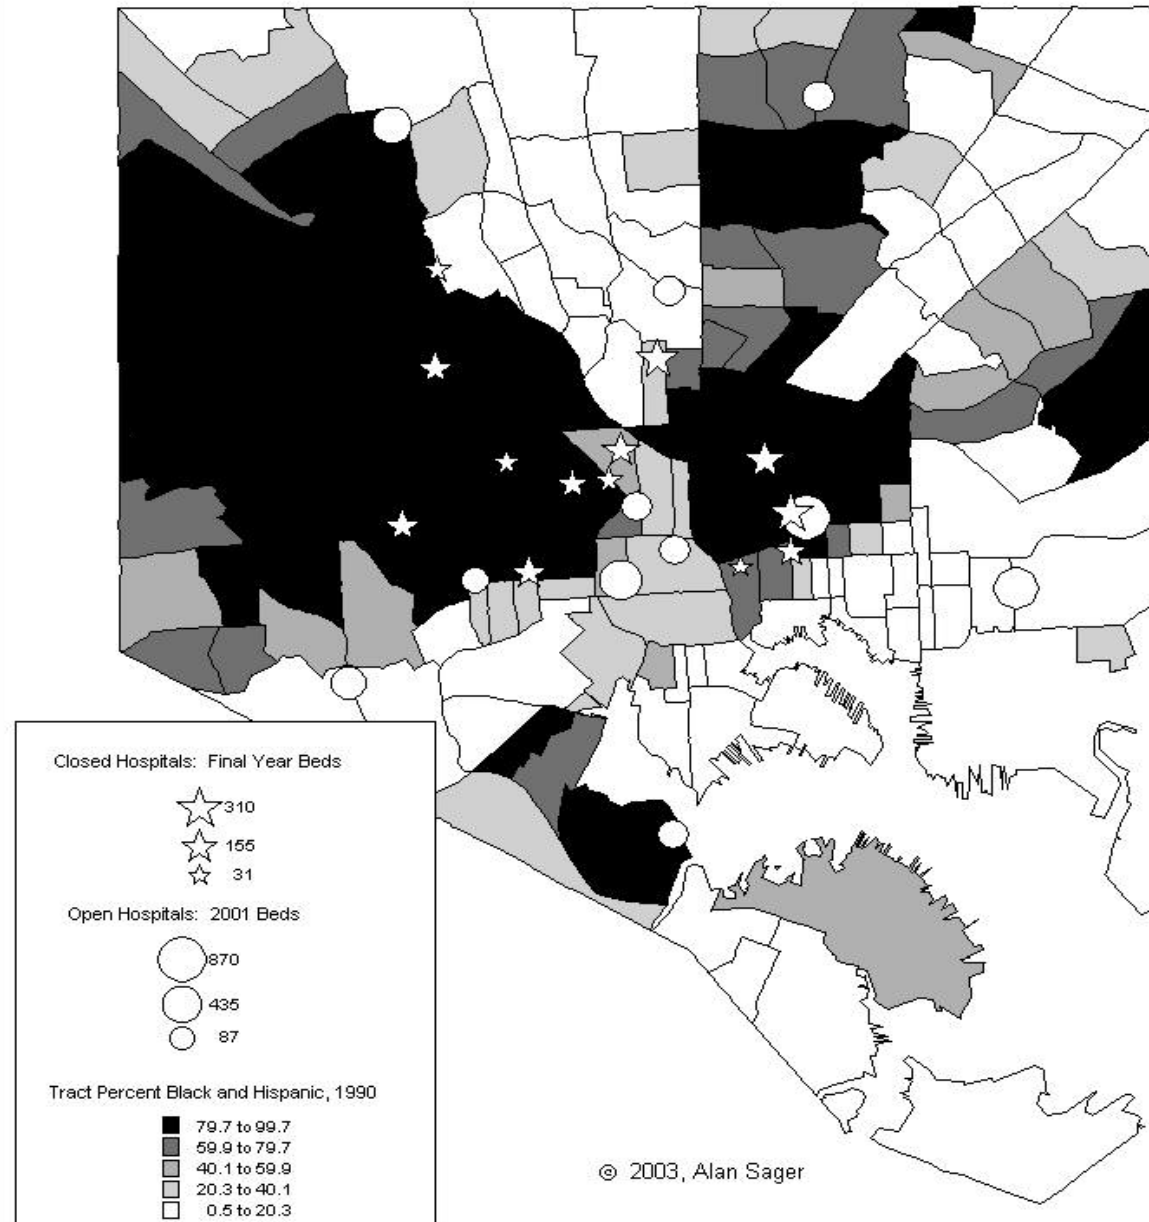 Closed Hospitals: Final Year Beds
310
155
31
Open Hospitals: 2001 Beds
870
435
87
Tract Percent Black and Hispanic, 1990
79.7 to 99.7
59.9 to 79.7
40.1 to 59.9
20.3 to 40.1
0.5 to 20.3
© 2003, Alan Sager